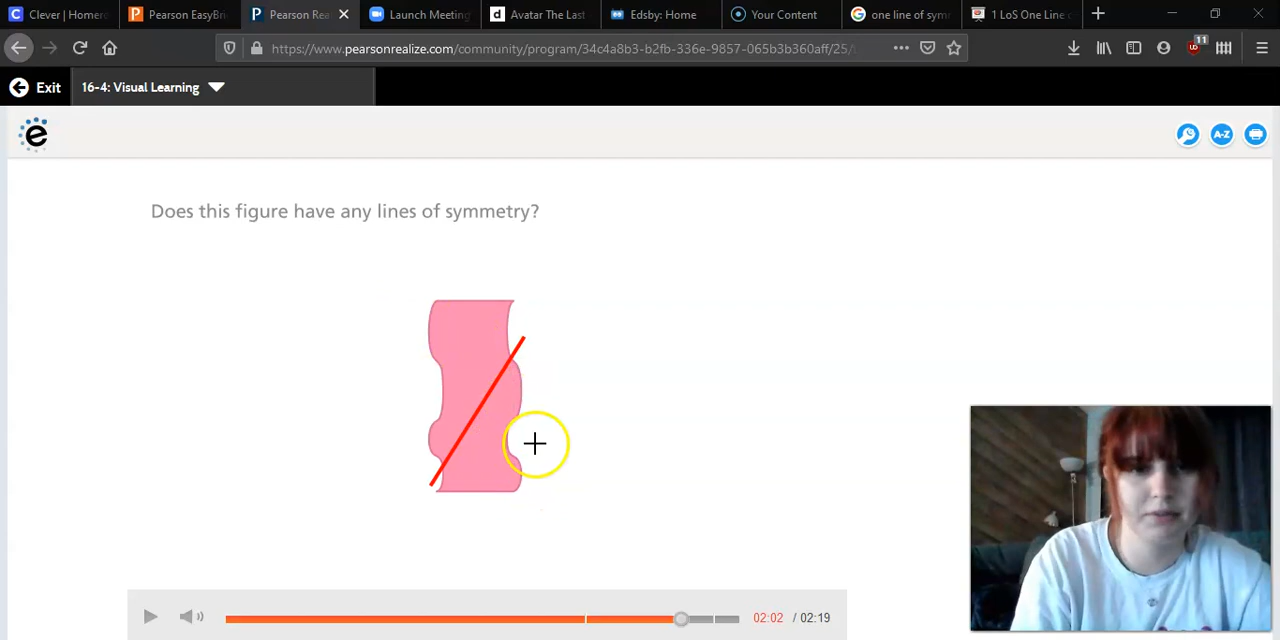 Clever | Homero
Pearson EasyBri
Pearson Rea
Launch Meeting
Avatar The Last
Edsby: Home
Your Content
one line of sym
1 LoS One Line o
https://www.pearsonrealize.com/community/program/34c4a8b3-b2fb-336e-9857-065b3b360aff/25/
11
Exit
16-4: Visual Learning
e
A-Z
Does this figure have any lines of symmetry?
02:02 / 02:19